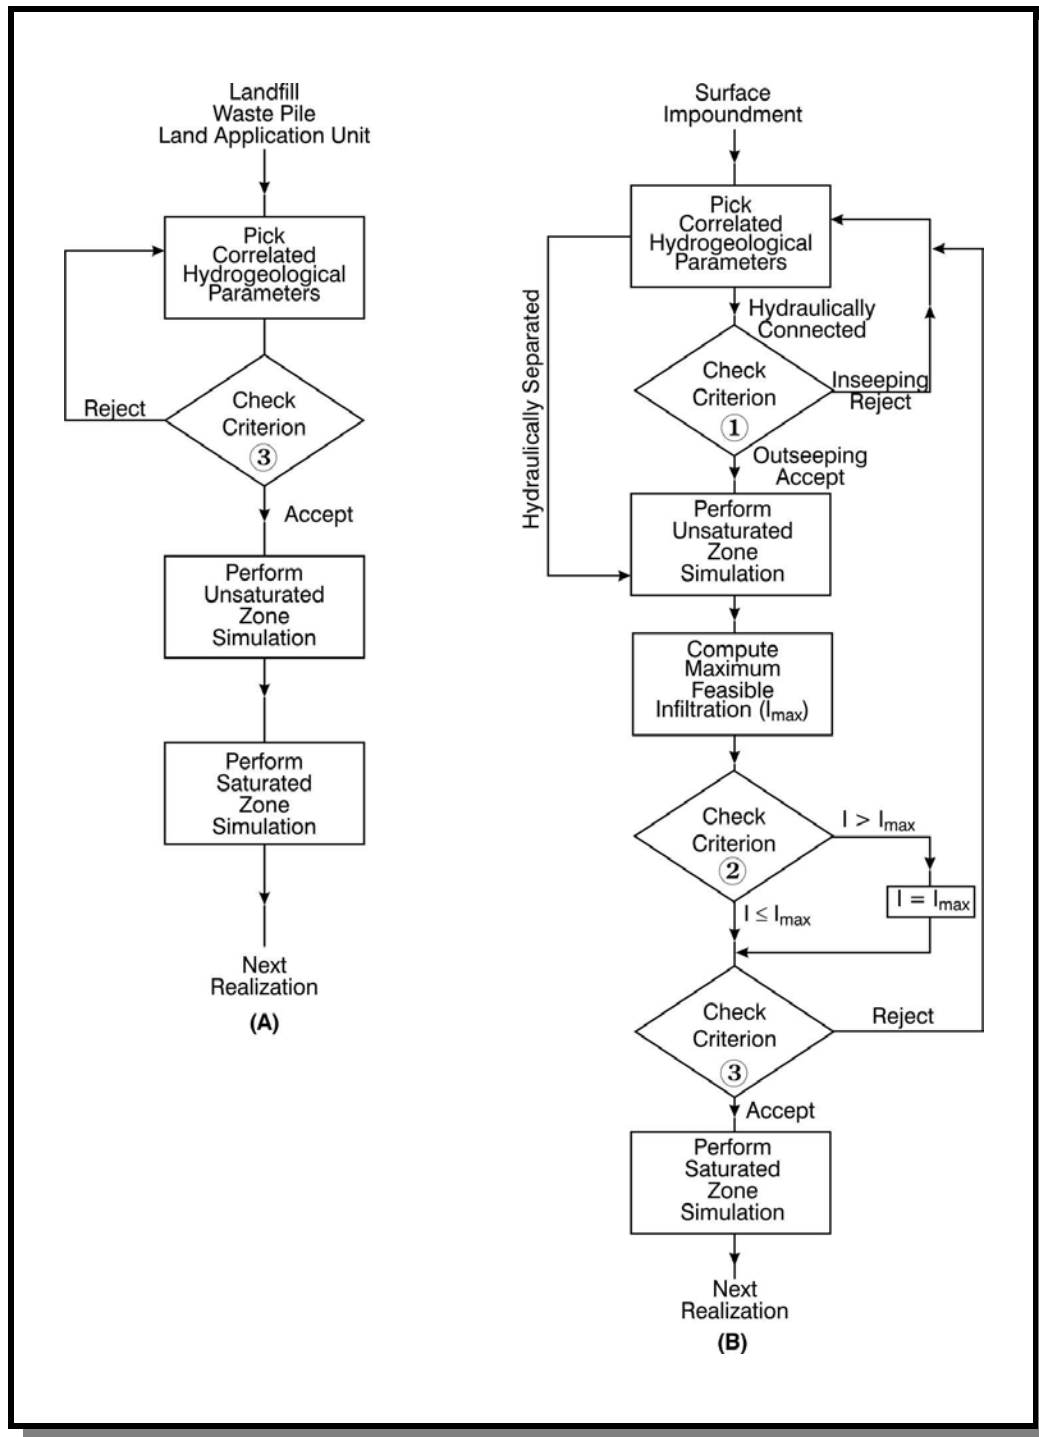 Landfill
Waste Pile
Land Application Unit
Pick
Correlated
Hydrogeological
Parameters
Reject
Check
Criterion
3
Accept
Perform
Unsaturated
Zone
Simulation
Perform
Saturated
Zone
Simulation
Next
Realization
(A)
Surface
Impoundment
Pick
Correlated
Hydrogeological
Parameters
Hydraulically Separated
Hydraulically
Connected
Check
Criterion
1
Inseeping
Reject
Outseeping
Accept
Perform
Unsaturated
Zone
Simulation
Compute
Maximum
Feasible
Infiltration (Imax)
Check
Criterion
2
I > Imax
I = Imax
I ≤ Imax
Check
Criterion
3
Reject
Accept
Perform
Saturated
Zone
Simulation
Next
Realization
(B)